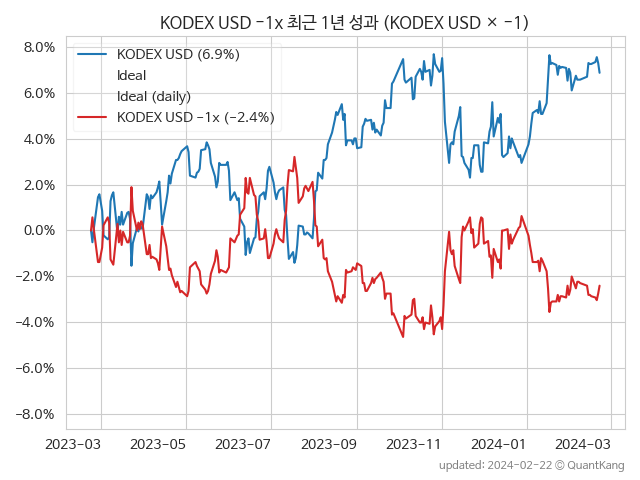 KODEX USD -1x 최근 1년 성과 (KODEX USD × -1)
8.0%
6.0%
4.0%
2.0%
0.0%
-2.0%
-4.0%
-6.0%
-8.0%
KODEX USD (6.9%)
Ideal
Ideal (daily)
KODEX USD -1x (-2.4%)
2023-03 2023-05 2023-07 2023-09 2023-11 2024-01 2024-03
updated: 2024-02-22 © QuantKang